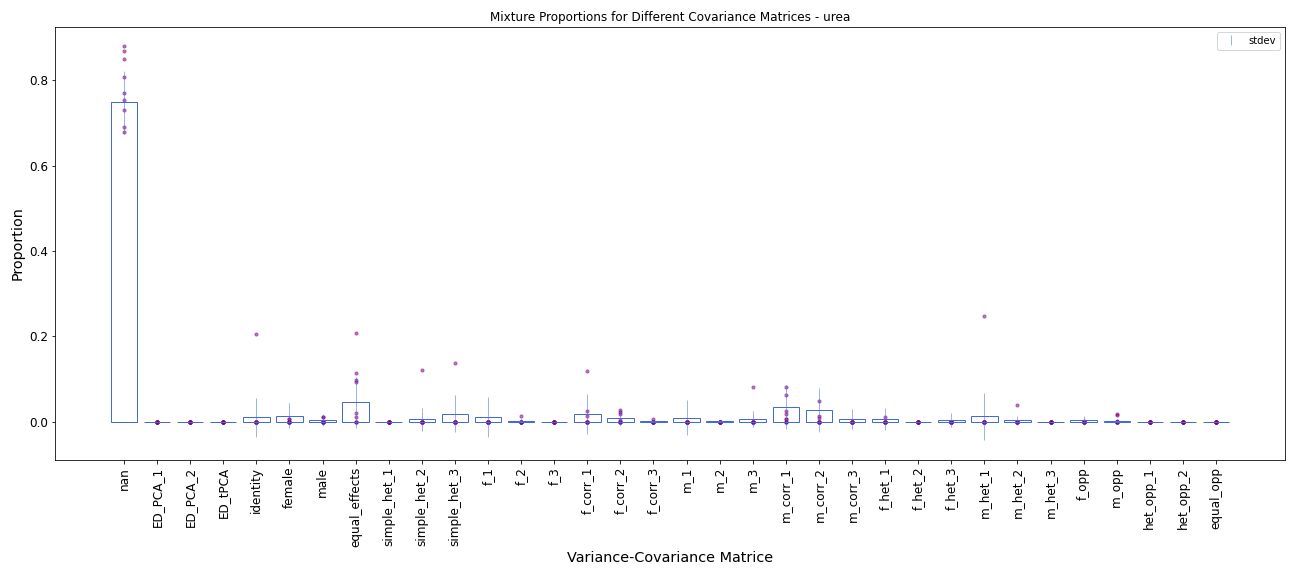 Mixture Proportions for Different Covariance Matrices - urea
stdev
Proportion
0.8
0.6
0.4
0.2
0.0
nan
ED_PCA_1
ED_PCA_2
ED_tPCA
identity
female
male
equal_effects
simple_het_1
simple_het_2
simple_het_3
f_1
f_2
f_3
f_corr_1
f_corr_2
f_corr_3
m_1
m_2
m_3
m_corr_1
m_corr_2
m_corr_3
f_het_1
f_het_2
f_het_3
m_het_1
m_het_2
m_het_3
f_opp
m_opp
het_opp_1
het_opp_2
equal_opp
Variance-Covariance Matrice